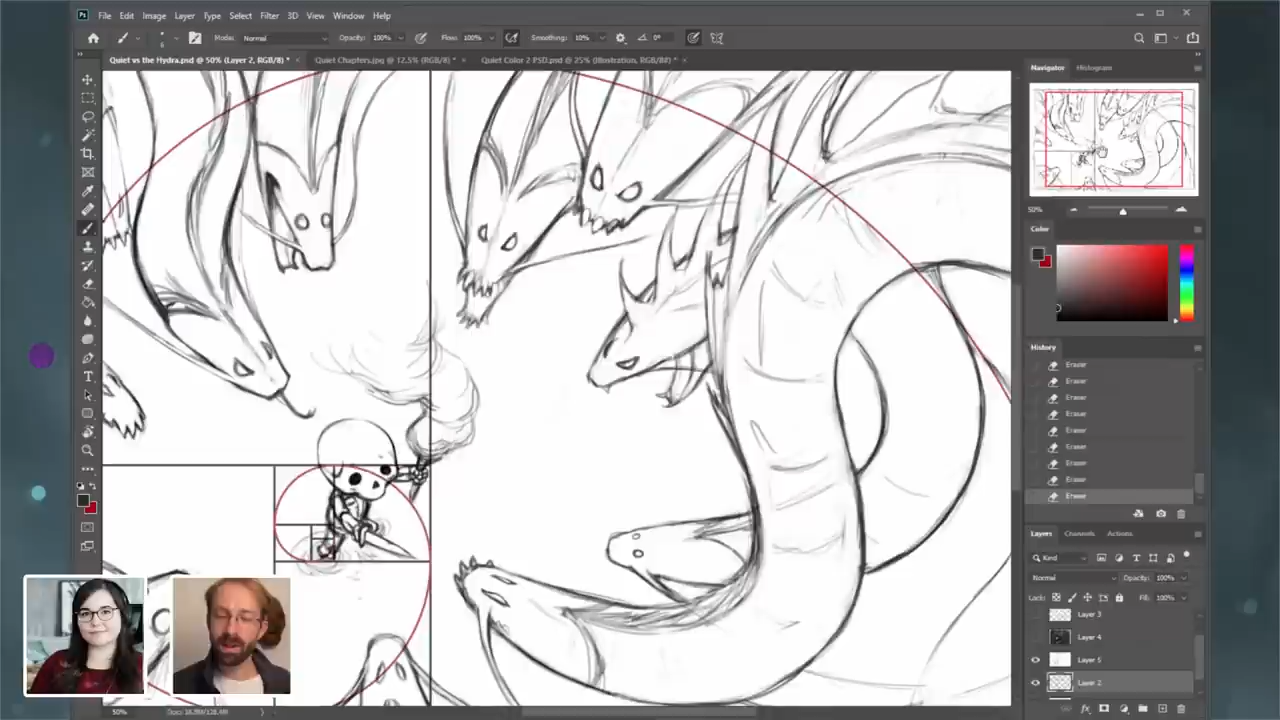 Ps File Edit Image Layer Type Select Filter 3D View Window Help
Mode: Normal Opacity: 100% Flow: 100% Smoothing: 10% 0°
Quiet vs the Hydra.psd @ 50% (Layer 2, RGB/8) * Quiet Chapters.jpg @ 12.5% (RGB/8) * Quiet Color 2 PSD.psd @ 25% (Illustration, RGB/8#) *
Navigator Histogram
50%
Color
History
Eraser
Eraser
Eraser
Eraser
Eraser
Eraser
Eraser
Eraser
Eraser
Layers Channels Actions
Kind
Normal Opacity: 100%
Lock: Fill: 100%
Layer 3
Layer 4
Layer 5
Layer 2
50%